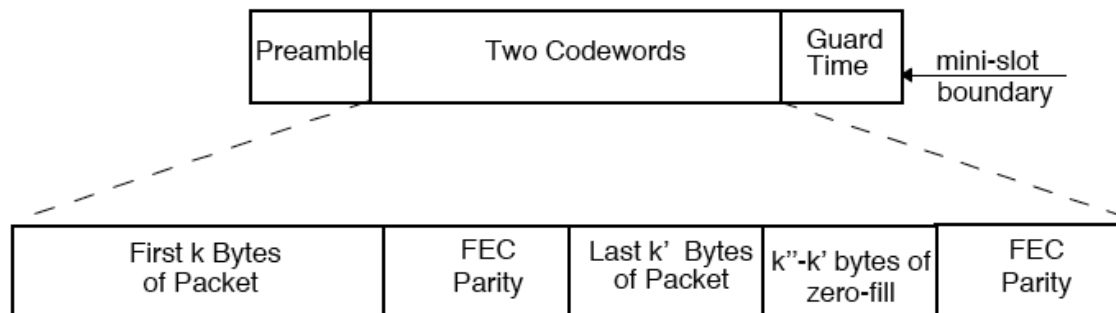 Preamble
Two Codewords
Guard
Time
mini-slot
boundary
First k Bytes
of Packet
FEC
Parity
Last k' Bytes
of Packet
k''-k' bytes of
zero-fill
FEC
Parity